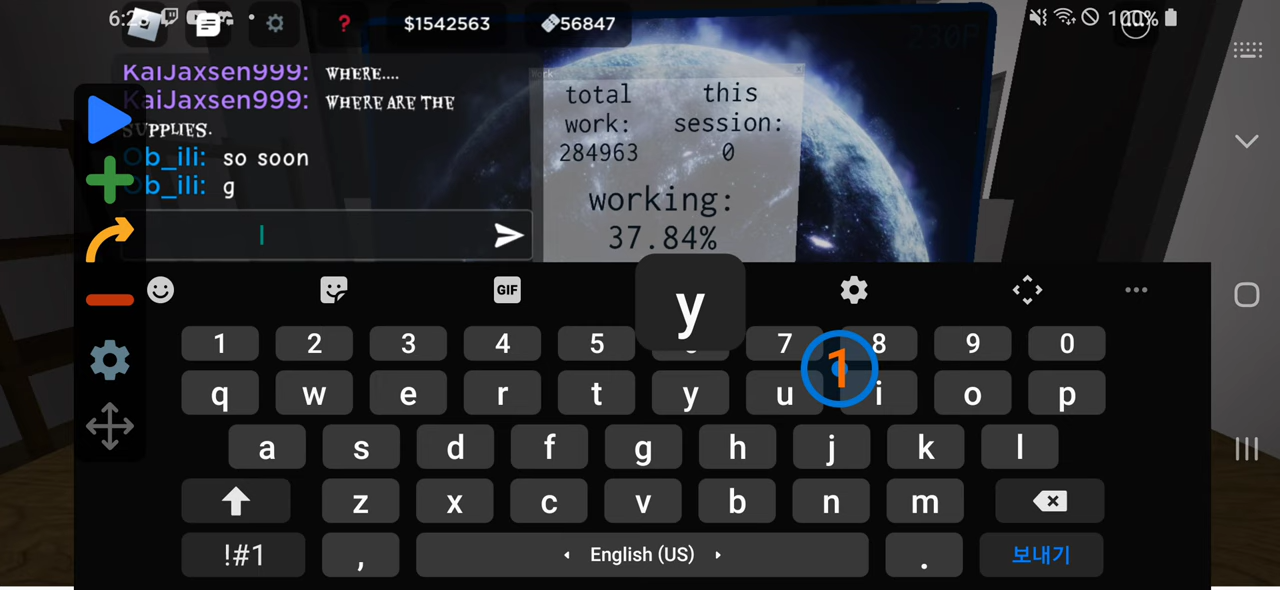 6:2
?
$1542563
56847
100%
230P
KaiJaxsen999: WHERE....
KaiJaxsen999: WHERE ARE THE
SUPPLIES.
Ob_ili: so soon
Ob_ili: g
work
total
work:
284963
this
session:
0
working:
37.84%
GIF
y
1
1 2 3 4 5 7 8 9 0
q w e r t y u i o p
a s d f g h j k l
z x c v b n m
!#1 , English (US) . 보내기